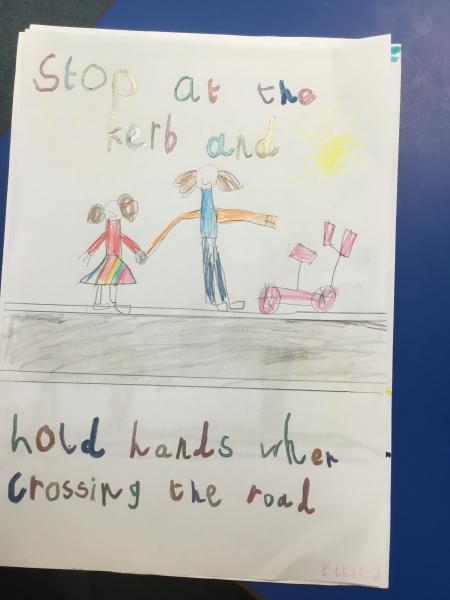 Stop at the
kerb and
hold hands when
crossing the road